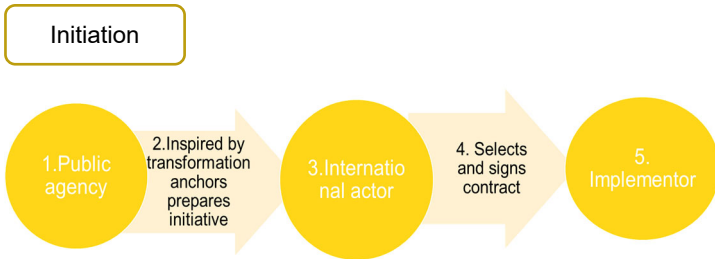 Initiation
1.Public
agency
2.Inspired by
transformation
anchors
prepares
initiative
3.Internatio
nal actor
4. Selects
and signs
contract
5.
Implementor